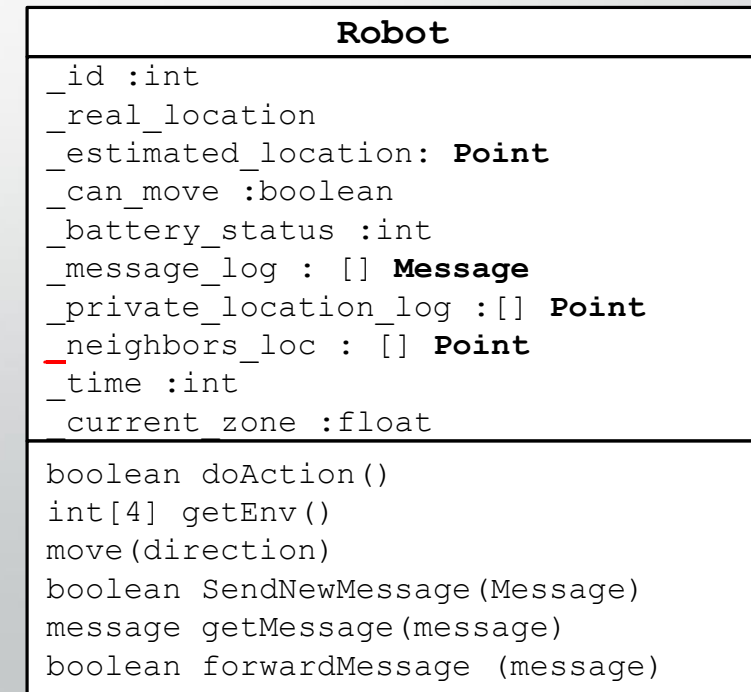 Robot
_id :int
_real_location
_estimated_location: Point
_can_move :boolean
_battery_status :int
_message_log : [] Message
_private_location_log :[] Point
_neighbors_loc : [] Point
_time :int
_current_zone :float
boolean doAction()
int[4] getEnv()
move(direction)
boolean SendNewMessage(Message)
message getMessage(message)
boolean forwardMessage (message)